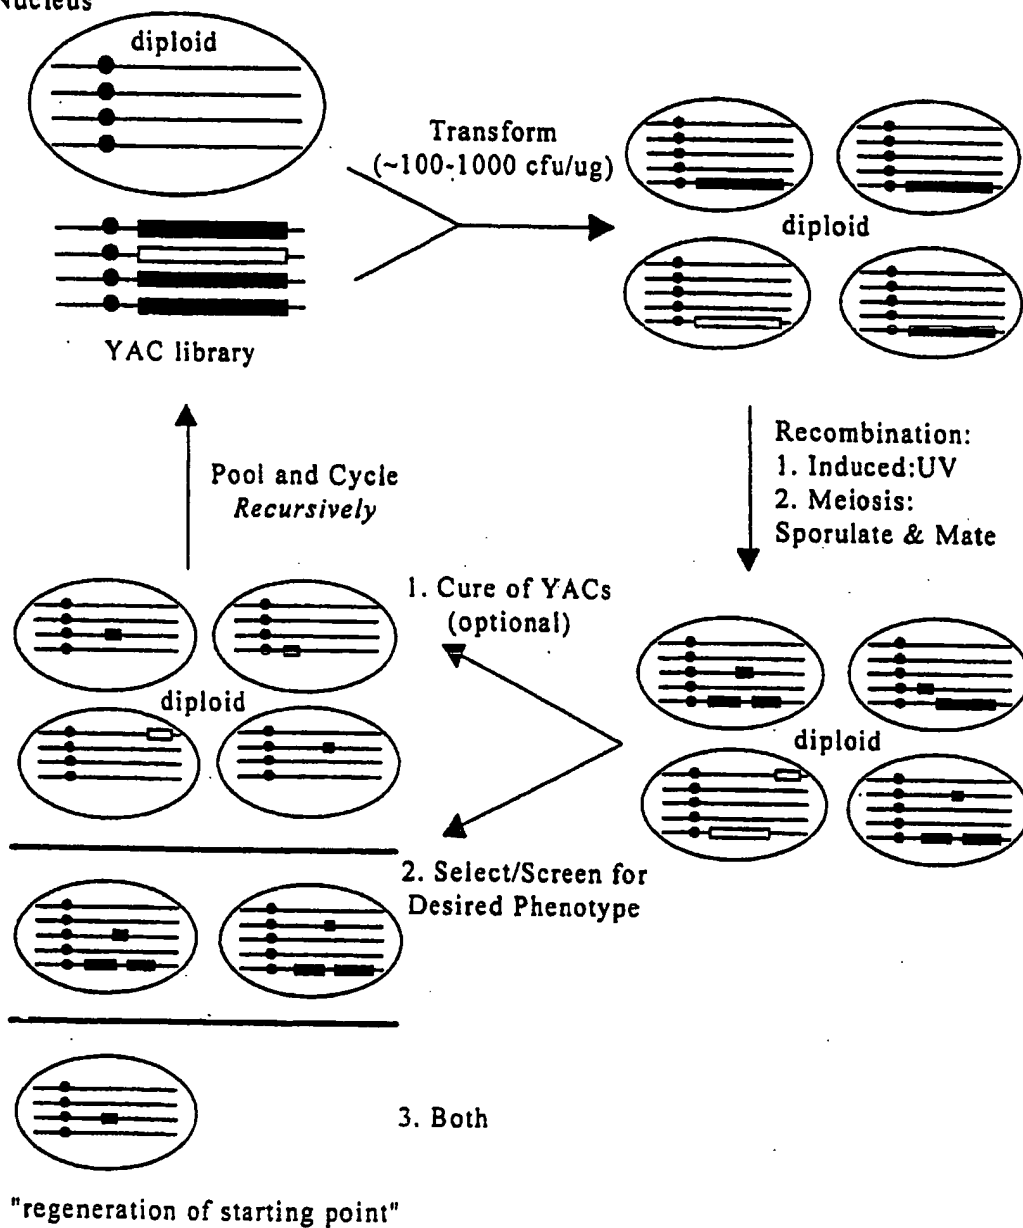 Nucleus
diploid
Transform
(~100-1000 cfu/ug)
diploid
YAC library
Recombination:
1. Induced:UV
2. Meiosis:
Sporulate & Mate
Pool and Cycle
Recursively
1. Cure of YACs
(optional)
diploid
diploid
2. Select/Screen for
Desired Phenotype
3. Both
"regeneration of starting point"